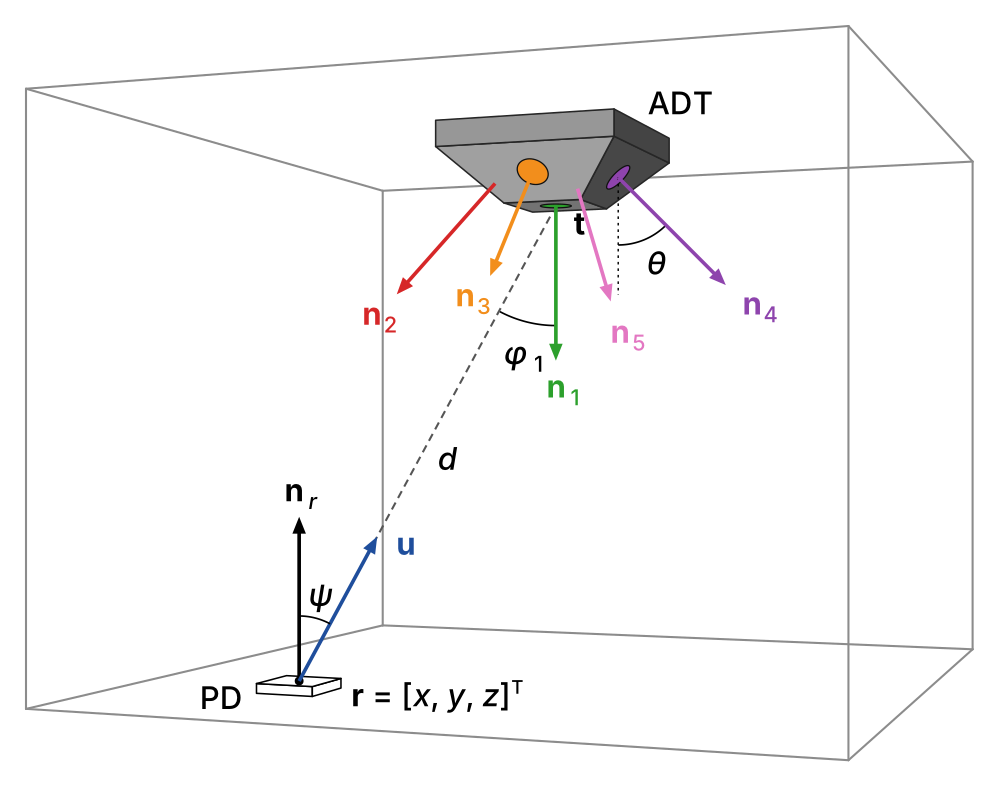 ADT
t
θ
n₂
n₃
n₄
n₅
φ₁
n₁
d
nᵣ
u
ψ
PD
r = [x, y, z]ᵀ